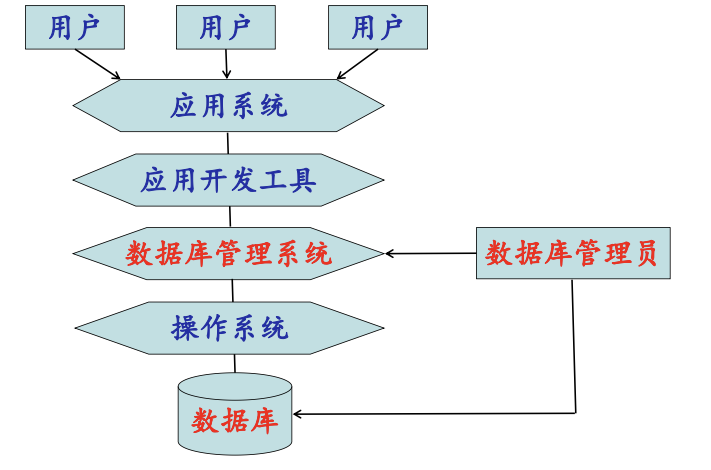 用户
用户
用户
应用系统
应用开发工具
数据库管理系统
数据库管理员
操作系统
数据库